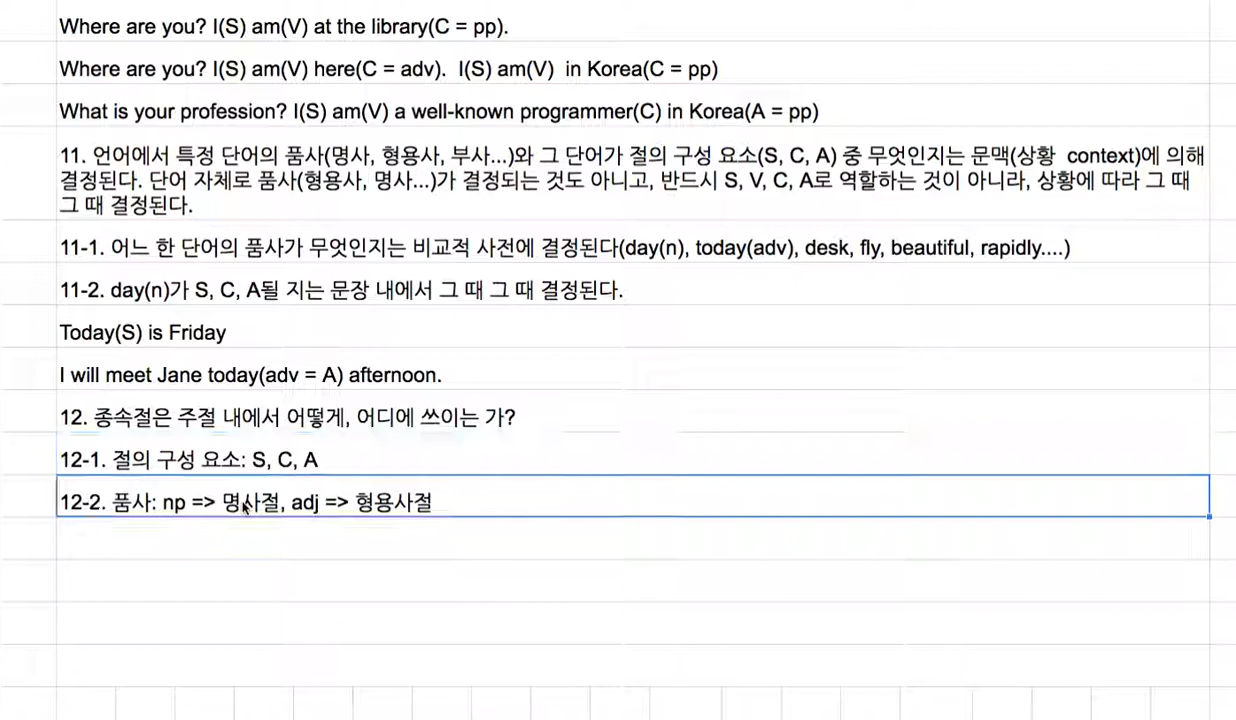 Where are you? I(S) am(V) at the library(C = pp).
Where are you? I(S) am(V) here(C = adv).  I(S) am(V)  in Korea(C = pp)
What is your profession? I(S) am(V) a well-known programmer(C) in Korea(A = pp)
11. 언어에서 특정 단어의 품사(명사, 형용사, 부사...)와 그 단어가 절의 구성 요소(S, C, A) 중 무엇인지는 문맥(상황  context)에 의해
결정된다. 단어 자체로 품사(형용사, 명사...)가 결정되는 것도 아니고, 반드시 S, V, C, A로 역할하는 것이 아니라, 상황에 따라 그 때
그 때 결정된다.
11-1. 어느 한 단어의 품사가 무엇인지는 비교적 사전에 결정된다(day(n), today(adv), desk, fly, beautiful, rapidly....)
11-2. day(n)가 S, C, A될 지는 문장 내에서 그 때 그 때 결정된다.
Today(S) is Friday
I will meet Jane today(adv = A) afternoon.
12. 종속절은 주절 내에서 어떻게, 어디에 쓰이는 가?
12-1. 절의 구성 요소: S, C, A
12-2. 품사: np => 명사절, adj => 형용사절